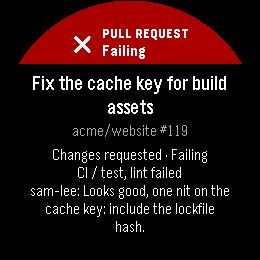 PULL REQUEST
Failing
Fix the cache key for build
assets
acme/website #119
Changes requested · Failing
CI / test, lint failed
sam-lee: Looks good, one nit on the
cache key: include the lockfile
hash.